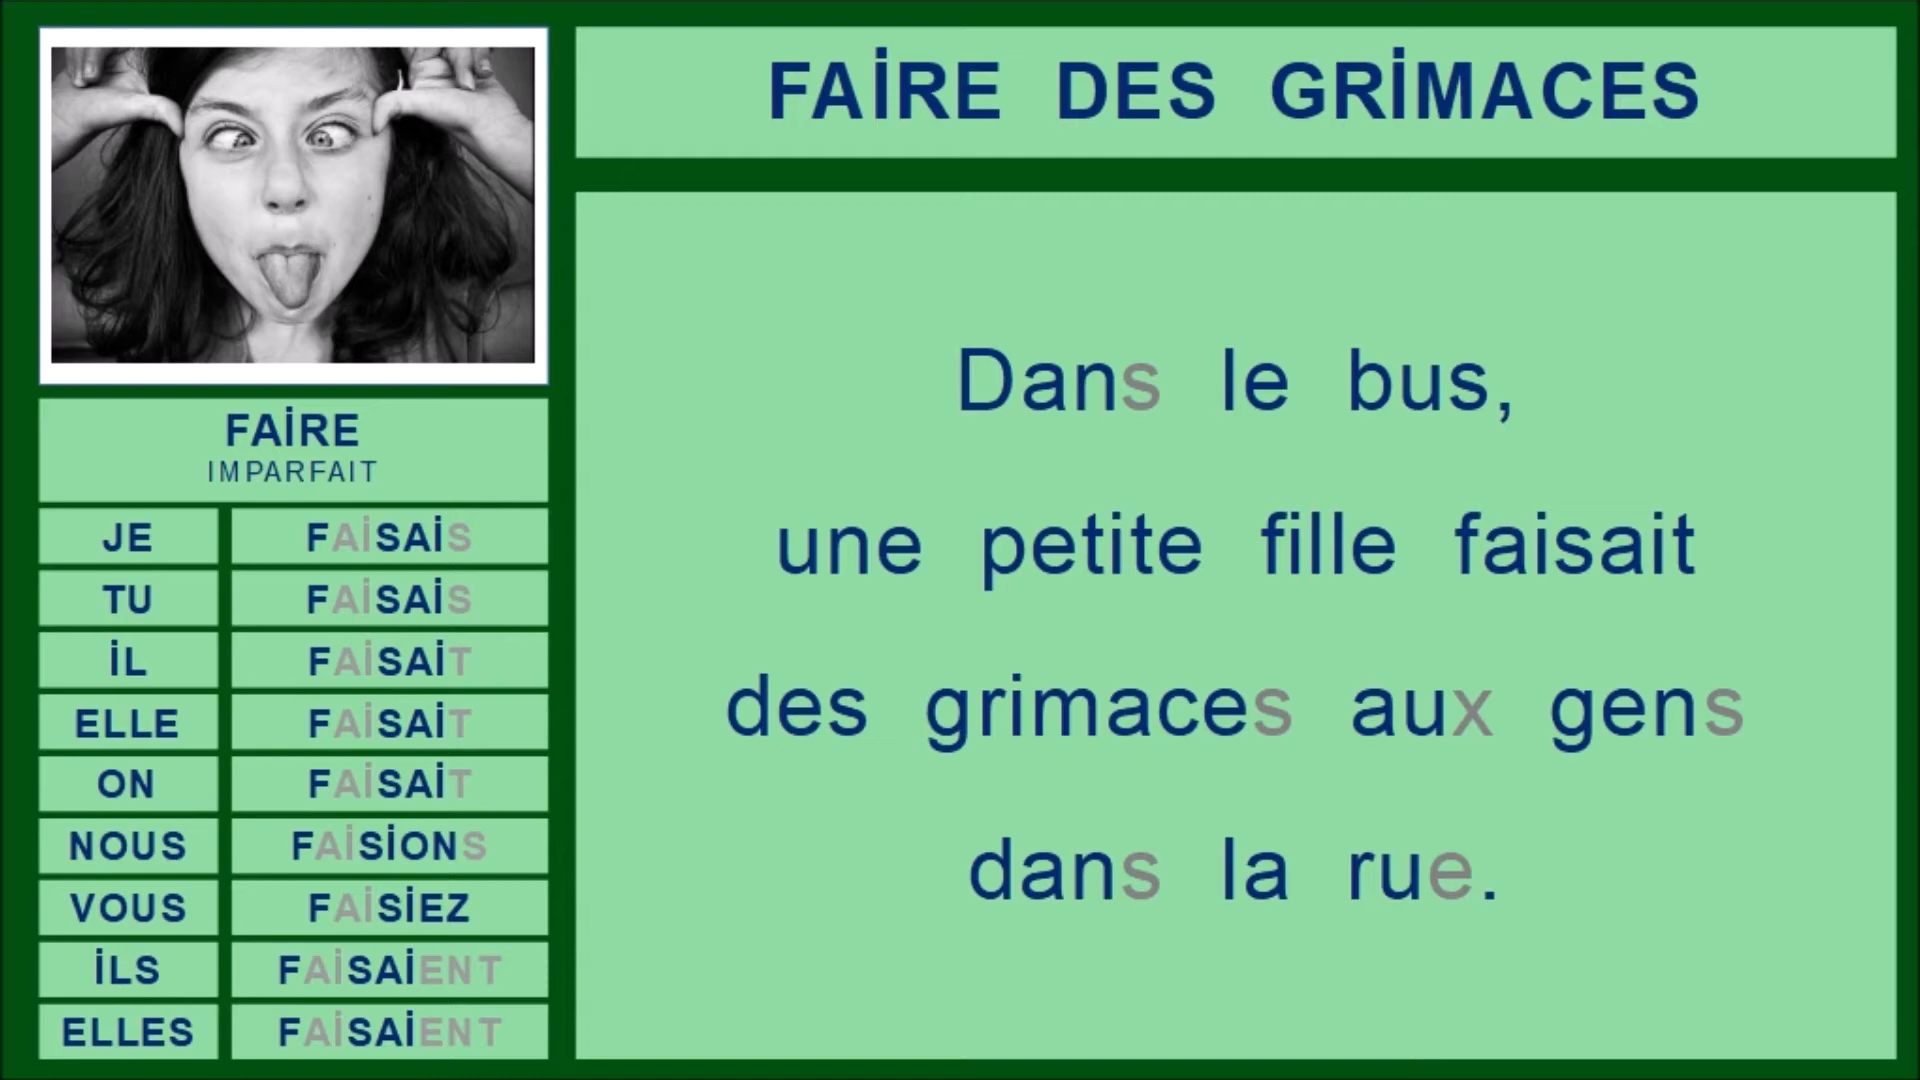 FAİRE DES GRİMACES
Dans le bus,
une petite fille faisait
des grimaces aux gens
dans la rue.
FAİRE
IMPARFAIT
JE FAİSAİS
TU FAİSAİS
İL FAİSAİT
ELLE FAİSAİT
ON FAİSAİT
NOUS FAİSİONS
VOUS FAİSİEZ
İLS FAİSAİENT
ELLES FAİSAİENT